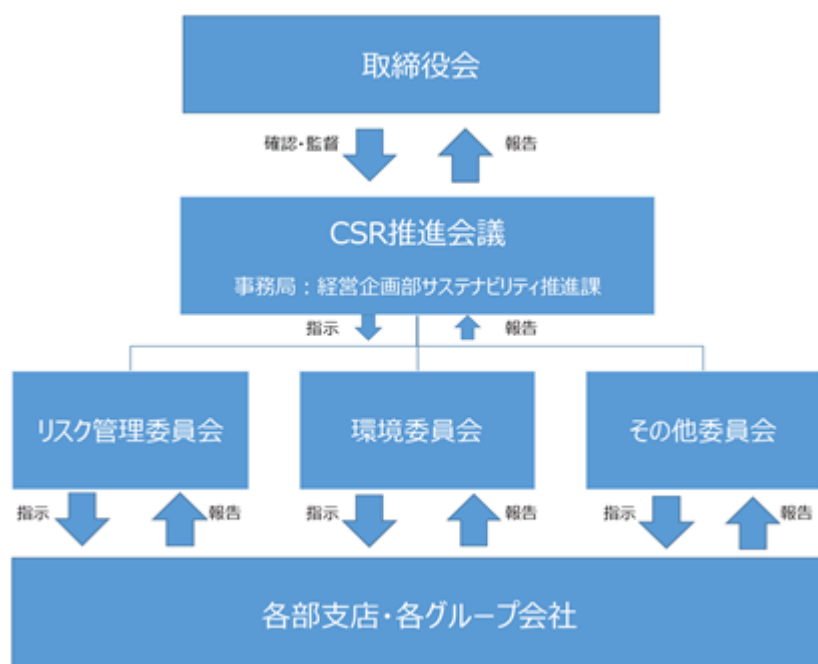 取締役会
確認・監督
報告
CSR推進会議
事務局：経営企画部サステナビリティ推進課
指示
報告
リスク管理委員会
環境委員会
その他委員会
指示
報告
指示
報告
指示
報告
各部支店・各グループ会社